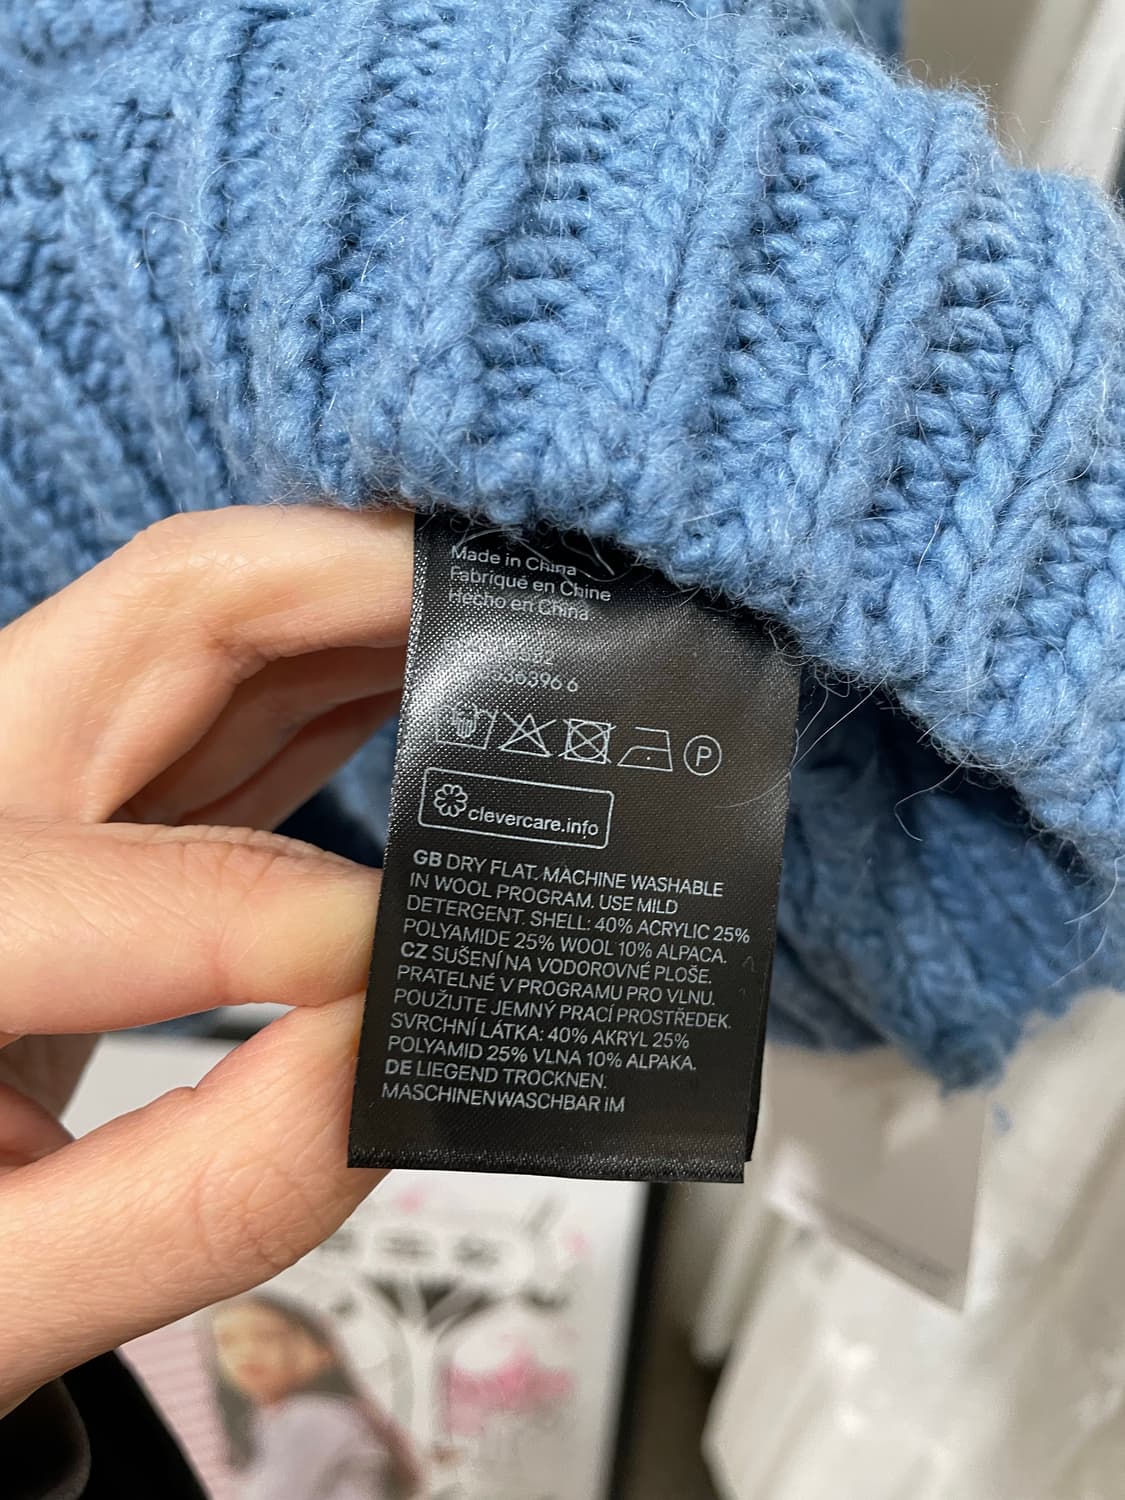 Made in China
Fabriqué en Chine
Hecho en China
363966
P
clevercare.info
GB DRY FLAT. MACHINE WASHABLE
IN WOOL PROGRAM. USE MILD
DETERGENT. SHELL: 40% ACRYLIC 25%
POLYAMIDE 25% WOOL 10% ALPACA.
CZ SUŠENÍ NA VODOROVNÉ PLOŠE.
PRATELNÉ V PROGRAMU PRO VLNU.
POUŽIJTE JEMNÝ PRACÍ PROSTŘEDEK.
SVRCHNÍ LÁTKA: 40% AKRYL 25%
POLYAMID 25% VLNA 10% ALPAKA.
DE LIEGEND TROCKNEN.
MASCHINENWASCHBAR IM